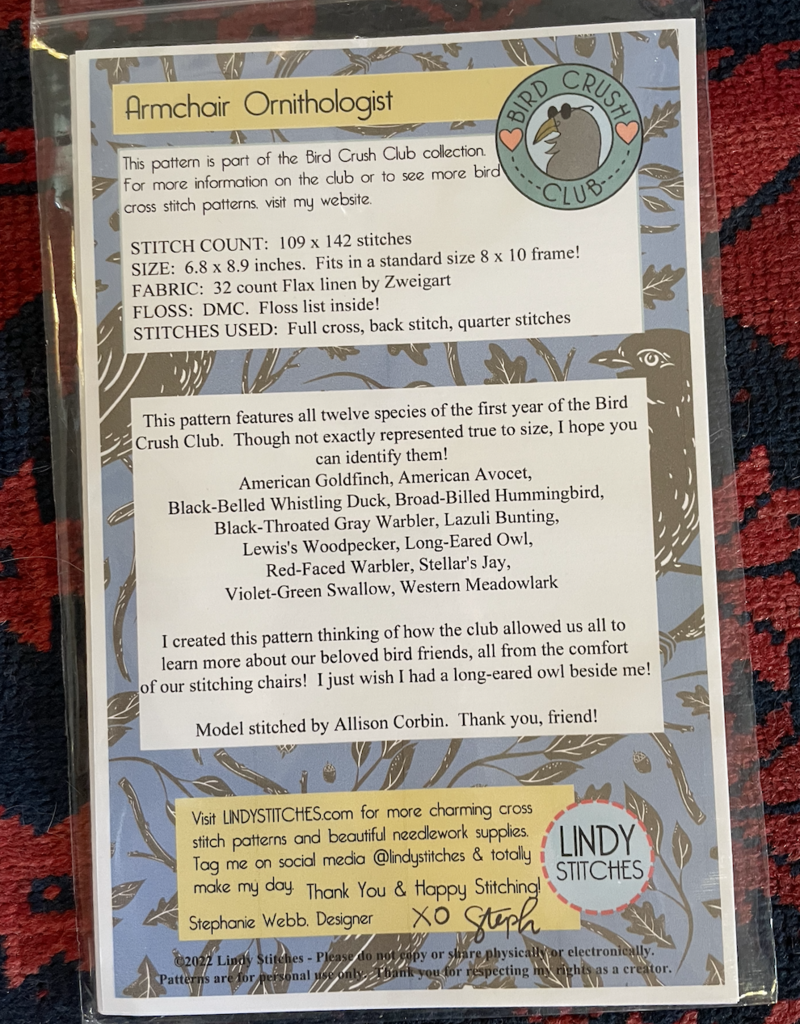 Armchair Ornithologist
BIRD CRUSH
CLUB
This pattern is part of the Bird Crush Club collection.
For more information on the club or to see more bird
cross stitch patterns, visit my website.
STITCH COUNT: 109 x 142 stitches
SIZE: 6.8 x 8.9 inches. Fits in a standard size 8 x 10 frame!
FABRIC: 32 count Flax linen by Zweigart
FLOSS: DMC. Floss list inside!
STITCHES USED: Full cross, back stitch, quarter stitches
This pattern features all twelve species of the first year of the Bird
Crush Club. Though not exactly represented true to size, I hope you
can identify them!
American Goldfinch, American Avocet,
Black-Belled Whistling Duck, Broad-Billed Hummingbird,
Black-Throated Gray Warbler, Lazuli Bunting,
Lewis's Woodpecker, Long-Eared Owl,
Red-Faced Warbler, Stellar's Jay,
Violet-Green Swallow, Western Meadowlark
I created this pattern thinking of how the club allowed us all to
learn more about our beloved bird friends, all from the comfort
of our stitching chairs! I just wish I had a long-eared owl beside me!
Model stitched by Allison Corbin. Thank you, friend!
Visit LINDYSTITCHES.com for more charming cross
stitch patterns and beautiful needlework supplies.
Tag me on social media @lindystitches & totally
make my day. Thank You & Happy Stitching!
Stephanie Webb, Designer XO Steph
LINDY
STITCHES
©2022 Lindy Stitches - Please do not copy or share physically or electronically.
Patterns are for personal use only. Thank you for respecting my rights as a creator.